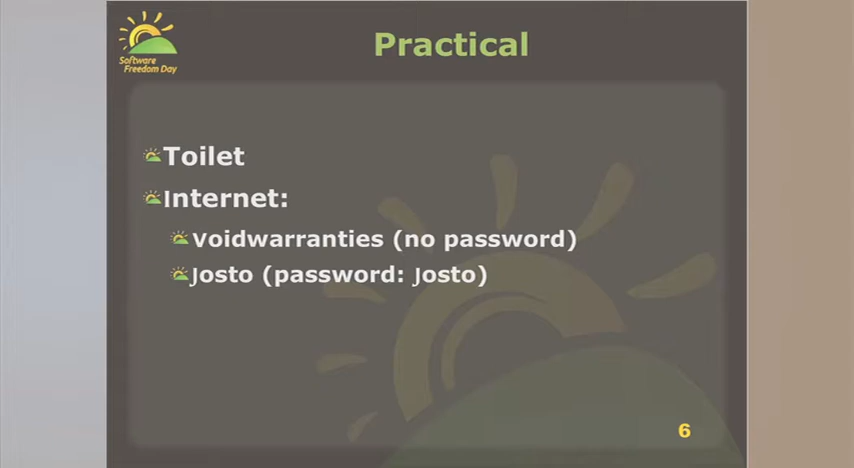 Software
Freedom Day
Practical
Toilet
Internet:
Voidwarranties (no password)
Josto (password: Josto)
6